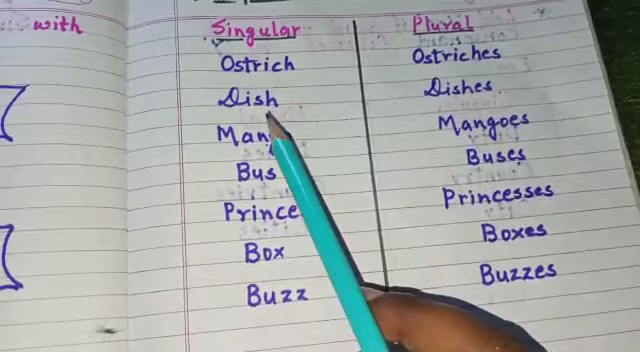 with
Singular Plural
Ostrich Ostriches
Dish Dishes
Mangoes
Bus Buses
Princesses
Box Boxes
Buzz Buzzes